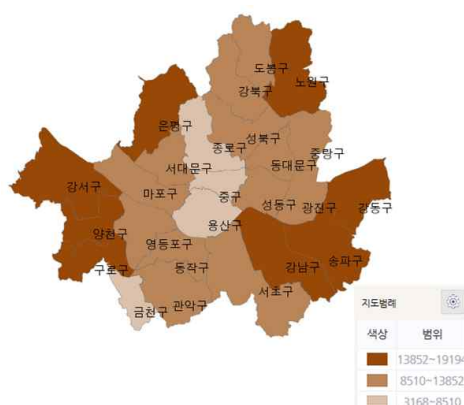 도봉구
노원구
강북구
은평구
성북구
종로구
중랑구
서대문구
동대문구
강서구
마포구
중구
성동구
광진구
강동구
양천구
용산구
영등포구
송파구
구로구
동작구
강남구
서초구
금천구
관악구
지도범례
색상 범위
13852~19194
8510~13852
3168~8510